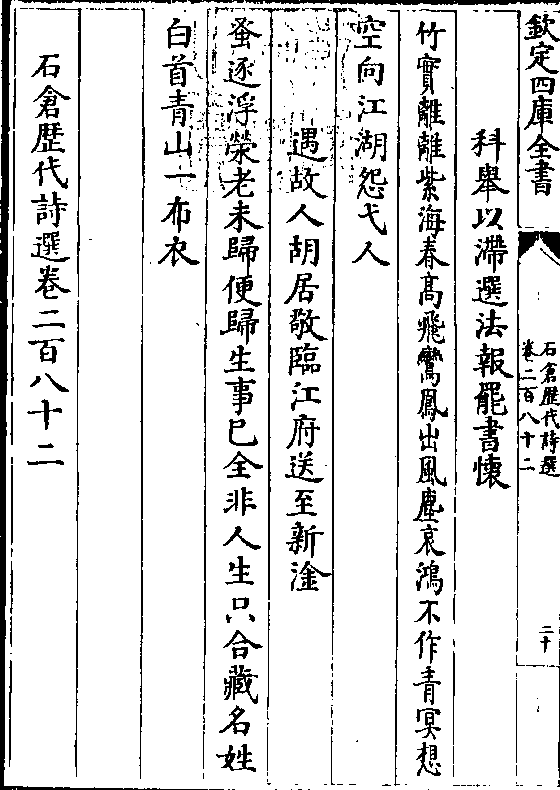 欽定四庫全書
石倉歷代詩選
卷二百八十二
二十
科舉以滯選法報罷書懷
竹實離離紫海春高飛鸞鳳出風塵哀鴻不作青冥想
空向江湖怨弋人
遇故人胡居敬臨江府送至新淦
蚤逐浮榮老未歸便歸生事已全非人生只合藏名姓
白首青山一布衣
石倉歷代詩選卷二百八十二